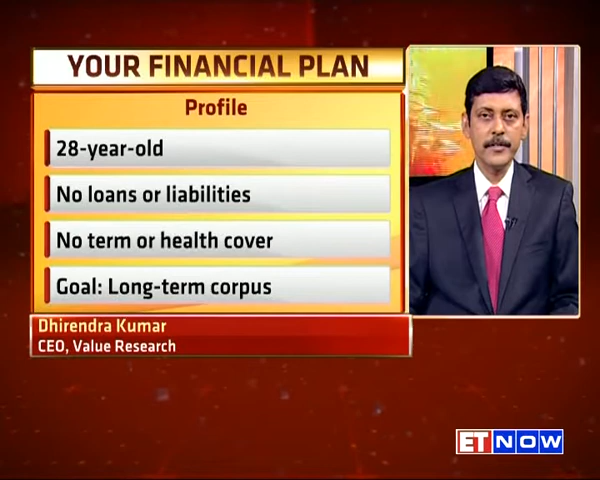 YOUR FINANCIAL PLAN
Profile
28-year-old
No loans or liabilities
No term or health cover
Goal: Long-term corpus
Dhirendra Kumar
CEO, Value Research
ET NOW